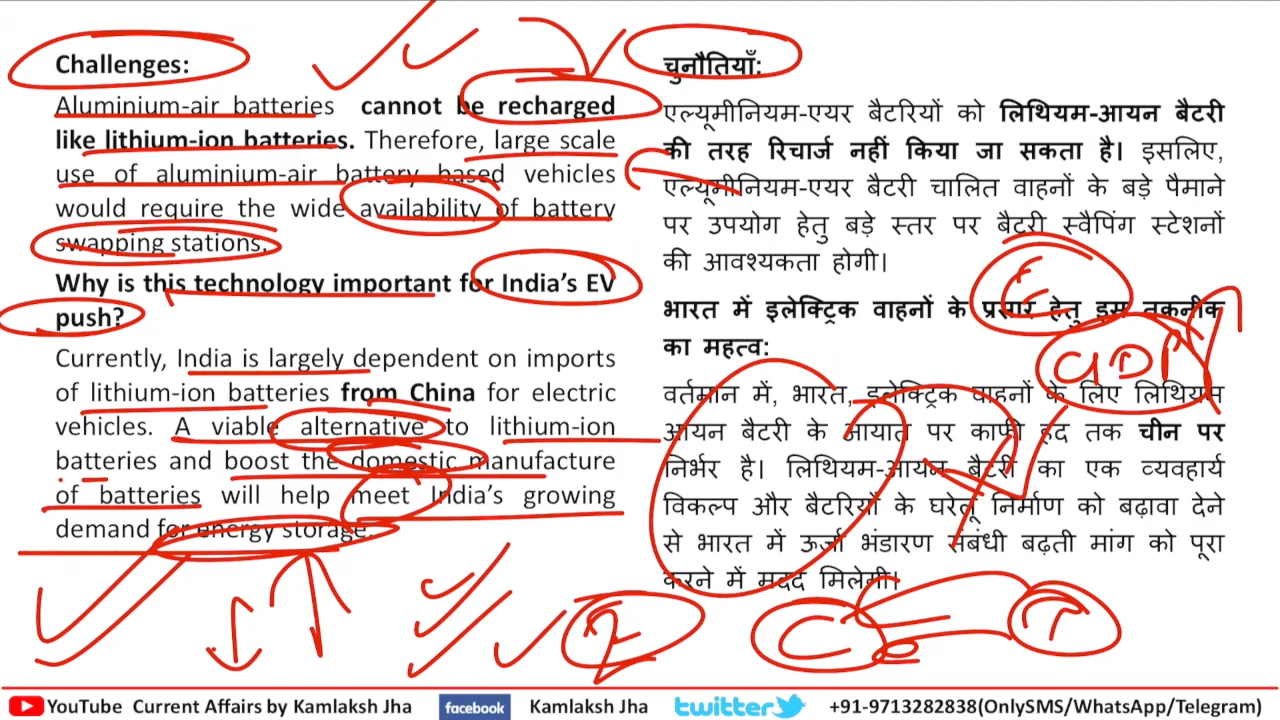 Challenges:
Aluminium-air batteries cannot be recharged
like lithium-ion batteries. Therefore, large scale
use of aluminium-air battery based vehicles
would require the wide availability of battery
swapping stations.
Why is this technology important for India's EV
push?
Currently, India is largely dependent on imports
of lithium-ion batteries from China for electric
vehicles. A viable alternative to lithium-ion
batteries and boost the domestic manufacture
of batteries will help meet India's growing
demand for energy storage.
चुनौतियाँ:
एल्यूमीनियम-एयर बैटरियों को लिथियम-आयन बैटरी
की तरह रिचार्ज नहीं किया जा सकता है। इसलिए,
एल्यूमीनियम-एयर बैटरी चालित वाहनों के बड़े पैमाने
पर उपयोग हेतु बड़े स्तर पर बैटरी स्वैपिंग स्टेशनों
की आवश्यकता होगी।
भारत में इलेक्ट्रिक वाहनों के प्रसार हेतु इस तकनीक
का महत्व:
वर्तमान में, भारत, इलेक्ट्रिक वाहनों के लिए लिथियम
आयन बैटरी के आयात पर काफी हद तक चीन पर
निर्भर है। लिथियम-आयन बैटरी का एक व्यवहार्य
विकल्प और बैटरियों के घरेलू निर्माण को बढ़ावा देने
से भारत में ऊर्जा भंडारण संबंधी बढ़ती मांग को पूरा
करने में मदद मिलेगी।
E
GDP
2
C
T
YouTube Current Affairs by Kamlaksh Jha facebook Kamlaksh Jha twitter +91-9713282838(OnlySMS/WhatsApp/Telegram)